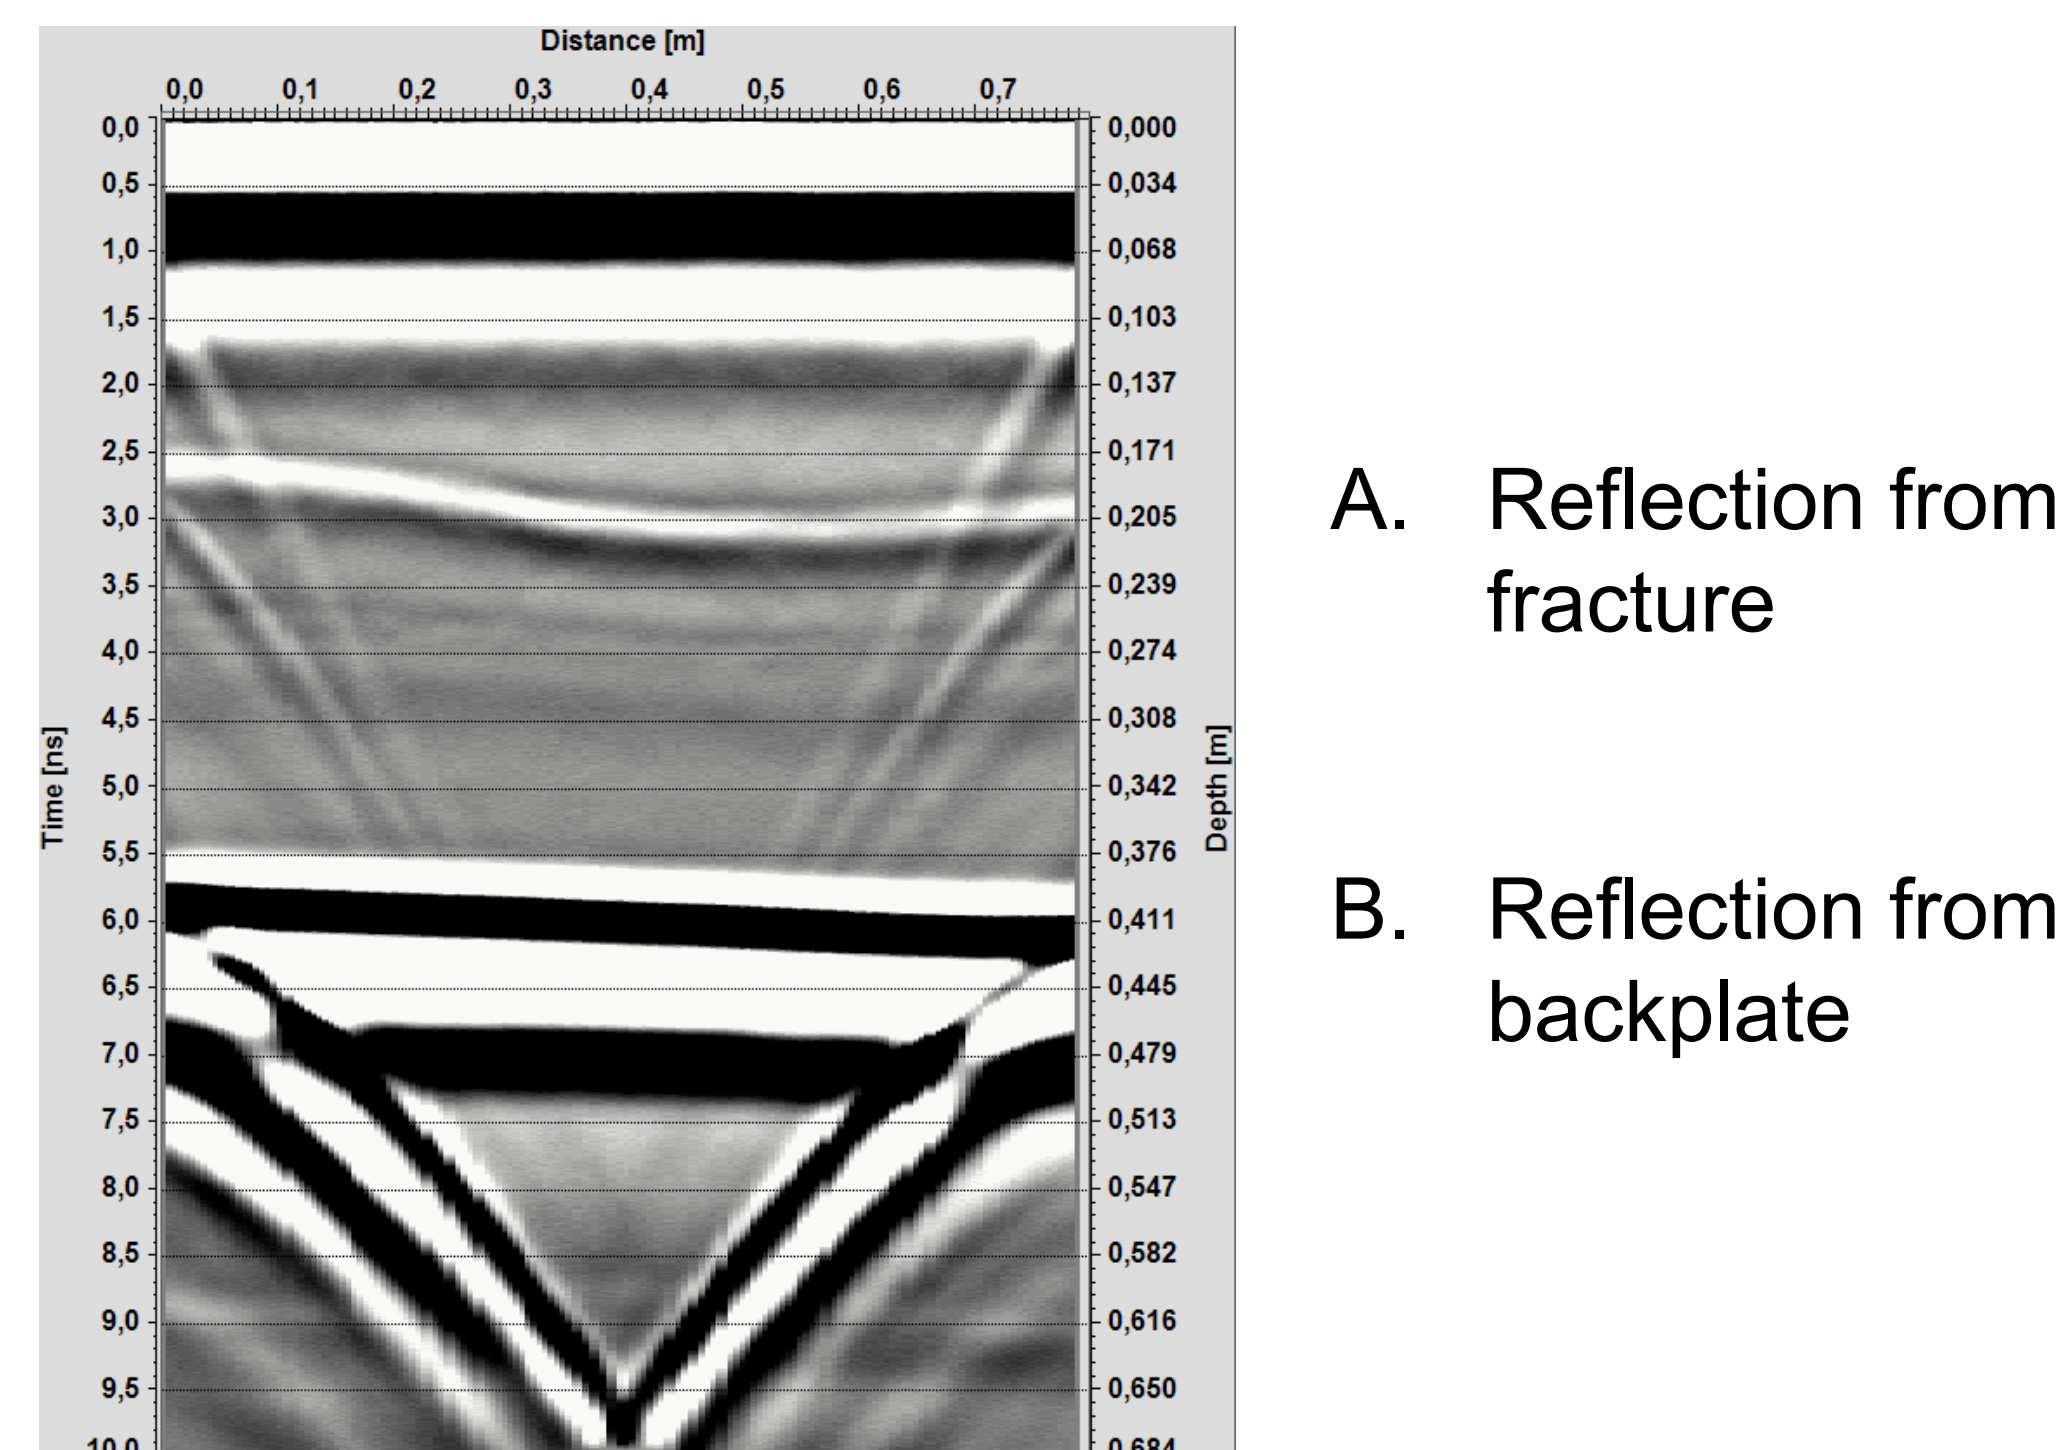 Distance [m]
0,0 0,1 0,2 0,3 0,4 0,5 0,6 0,7
0,0 0,000
0,5 0,034
1,0 0,068
1,5 0,103
2,0 0,137
2,5 0,171
3,0 0,205
3,5 0,239
4,0 0,274
4,5 0,308
5,0 0,342
5,5 0,376
6,0 0,411
6,5 0,445
7,0 0,479
7,5 0,513
8,0 0,547
8,5 0,582
9,0 0,616
9,5 0,650
10,0 0,684
Time [ns]
Depth [m]
A. Reflection from
fracture
B. Reflection from
backplate